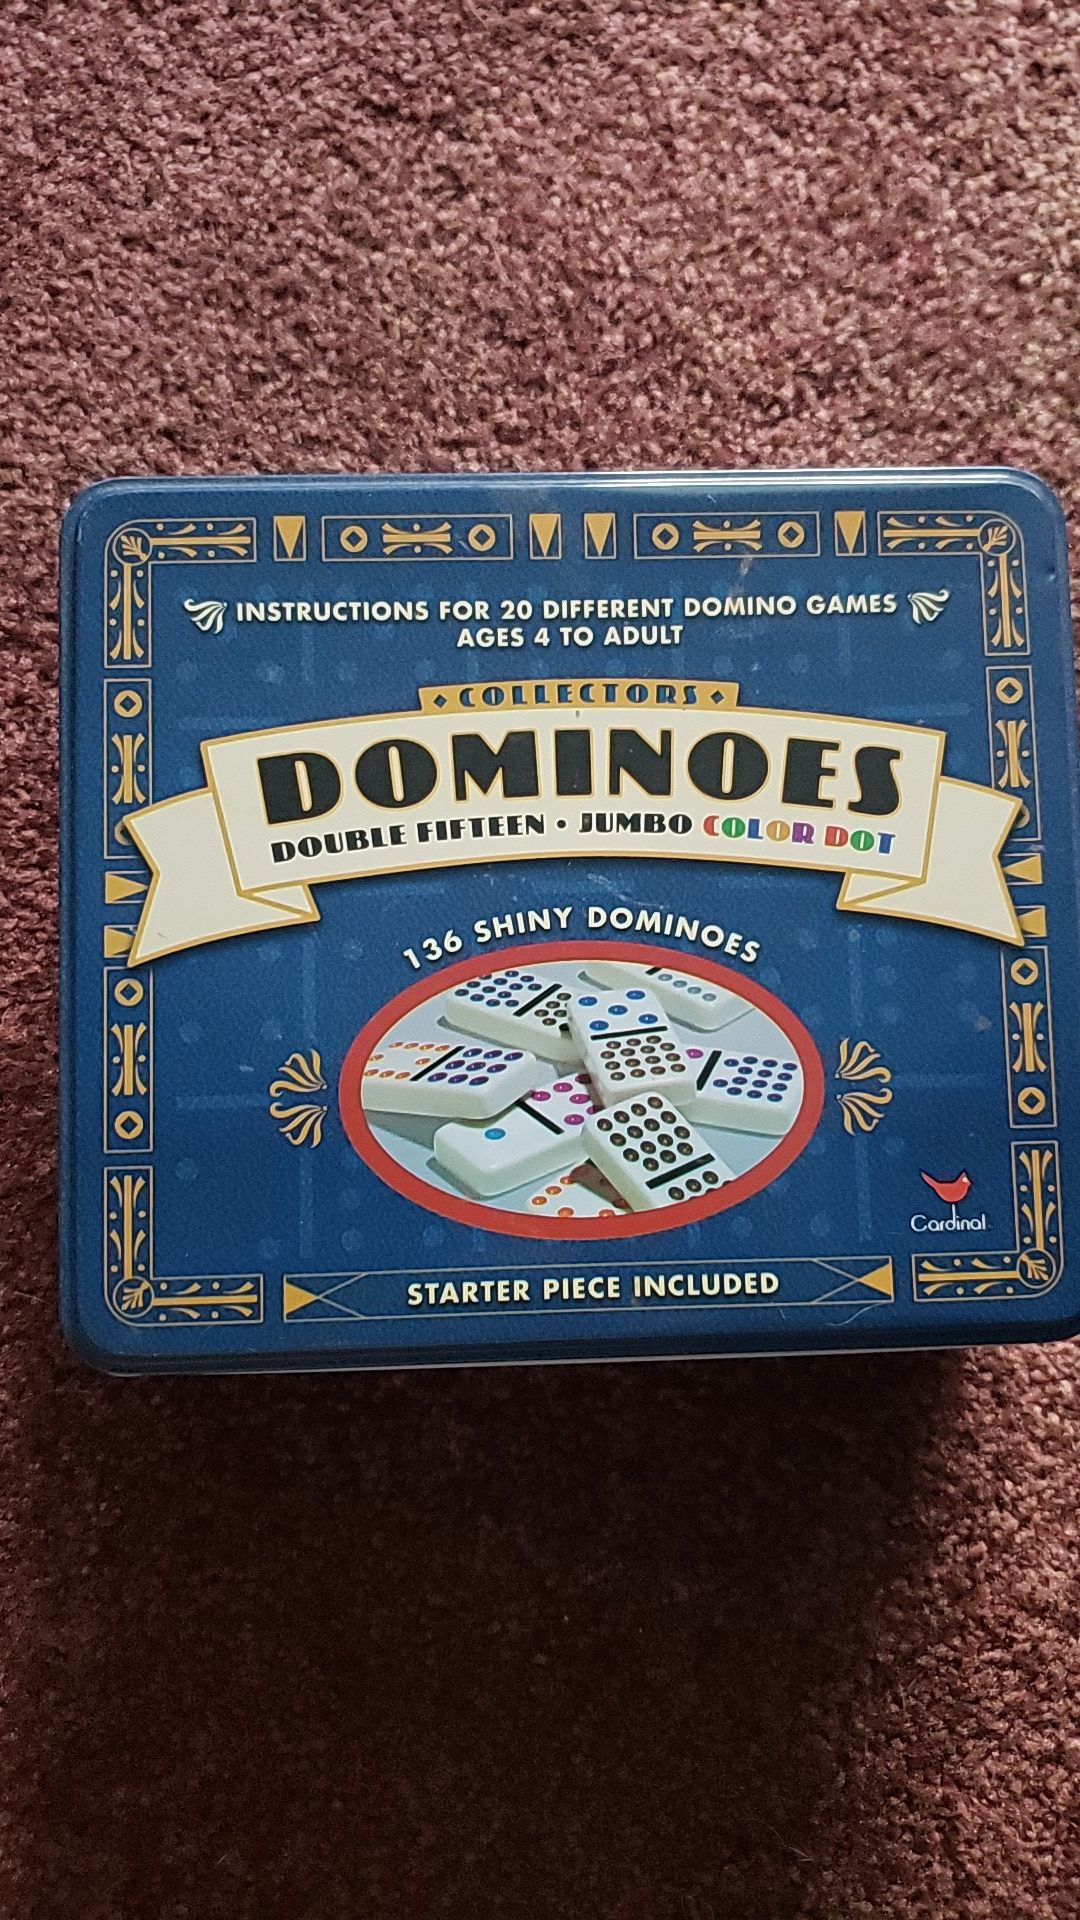 INSTRUCTIONS FOR 20 DIFFERENT DOMINO GAMES
AGES 4 TO ADULT
COLLECTORS
DOMINOES
DOUBLE FIFTEEN • JUMBO COLOR DOT
136 SHINY DOMINOES
Cardinal
STARTER PIECE INCLUDED